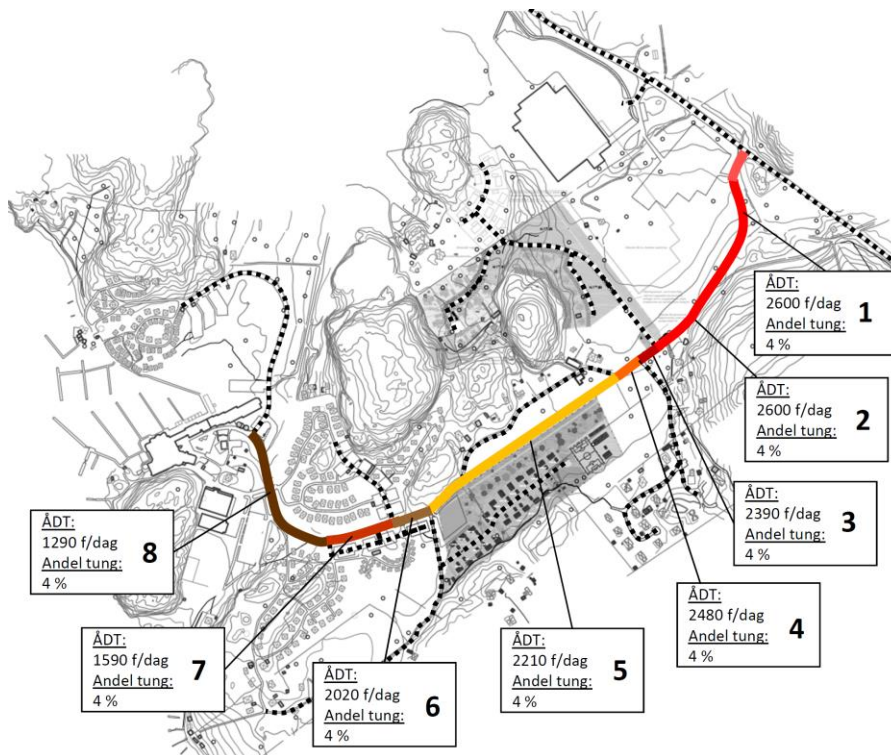 ÅDT:
2600 f/dag
Andel tung:
4 %
1
ÅDT:
2600 f/dag
Andel tung:
4 %
2
ÅDT:
2390 f/dag
Andel tung:
4 %
3
ÅDT:
2480 f/dag
Andel tung:
4 %
4
ÅDT:
2210 f/dag
Andel tung:
4 %
5
ÅDT:
2020 f/dag
Andel tung:
4 %
6
ÅDT:
1590 f/dag
Andel tung:
4 %
7
ÅDT:
1290 f/dag
Andel tung:
4 %
8